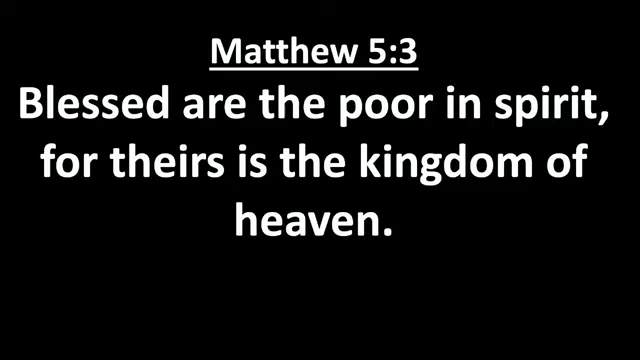 Matthew 5:3
Blessed are the poor in spirit,
for theirs is the kingdom of
heaven.